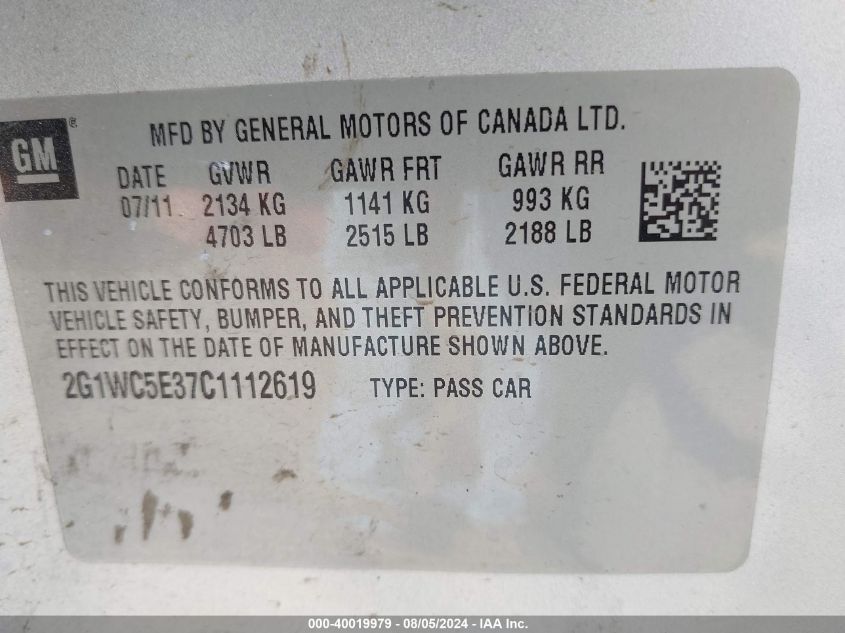 GM®
MFD BY GENERAL MOTORS OF CANADA LTD.
DATE GVWR GAWR FRT GAWR RR
07/11 2134 KG 1141 KG 993 KG
4703 LB 2515 LB 2188 LB
THIS VEHICLE CONFORMS TO ALL APPLICABLE U.S. FEDERAL MOTOR
VEHICLE SAFETY, BUMPER, AND THEFT PREVENTION STANDARDS IN
EFFECT ON THE DATE OF MANUFACTURE SHOWN ABOVE.
2G1WC5E37C1112619 TYPE: PASS CAR
000-40019979 - 08/05/2024 - IAA Inc.